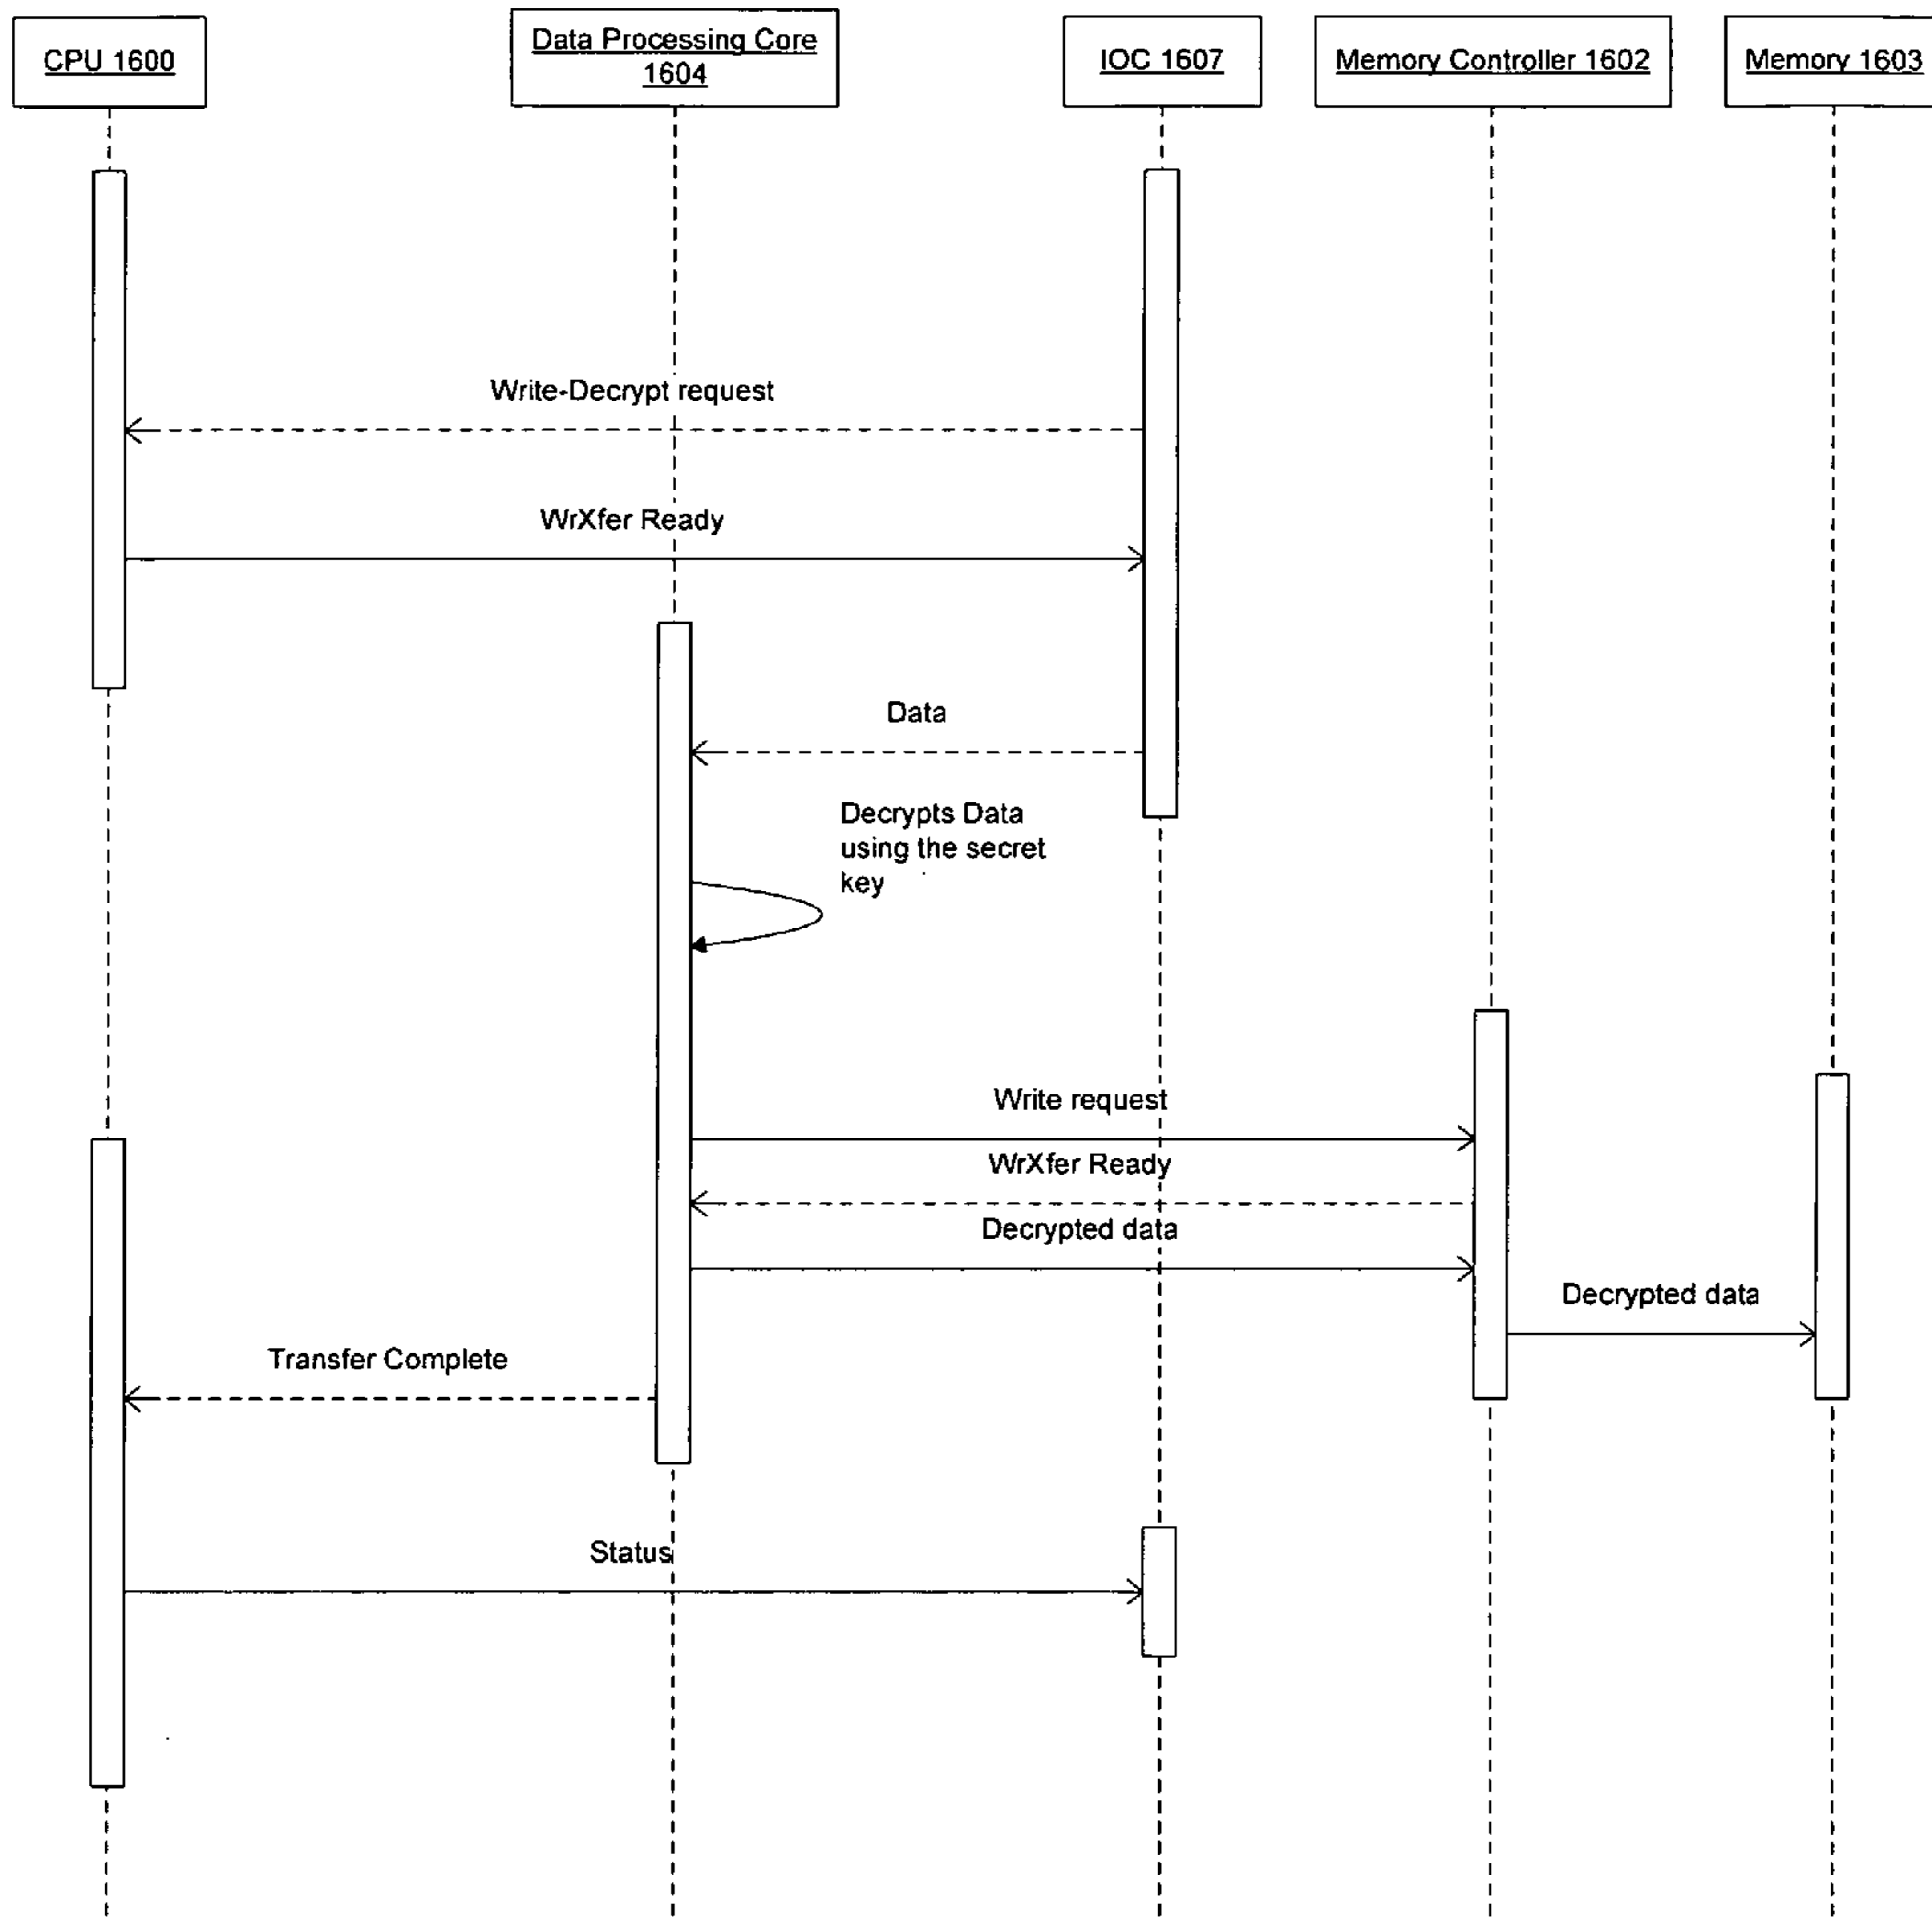 CPU 1600
Data Processing Core
1604
IOC 1607
Memory Controller 1602
Memory 1603
Write-Decrypt request
WrXfer Ready
Data
Decrypts Data
using the secret
key
Write request
WrXfer Ready
Decrypted data
Decrypted data
Transfer Complete
Status